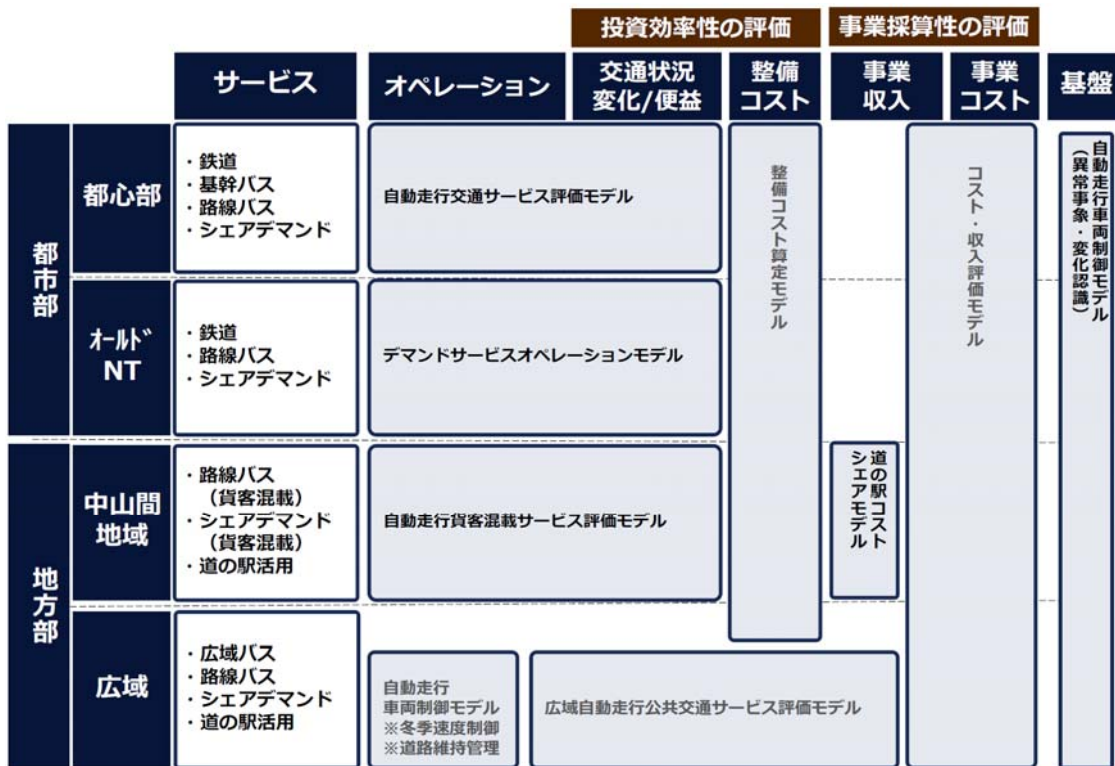 投資効率性の評価
事業採算性の評価
サービス
オペレーション
交通状況
変化/便益
整備
コスト
事業
収入
事業
コスト
基盤
都市部
都心部
・鉄道
・基幹バス
・路線バス
・シェアデマンド
自動走行交通サービス評価モデル
整備コスト算定モデル
コスト・収入評価モデル
自動走行車両制御モデル
（異常事象・変化認識）
ｵｰﾙﾄﾞ
NT
・鉄道
・路線バス
・シェアデマンド
デマンドサービスオペレーションモデル
地方部
中山間
地域
・路線バス
（貨客混載）
・シェアデマンド
（貨客混載）
・道の駅活用
自動走行貨客混載サービス評価モデル
道の駅コスト
シェアモデル
広域
・広域バス
・路線バス
・シェアデマンド
・道の駅活用
自動走行
車両制御モデル
※冬季速度制御
※道路維持管理
広域自動走行公共交通サービス評価モデル